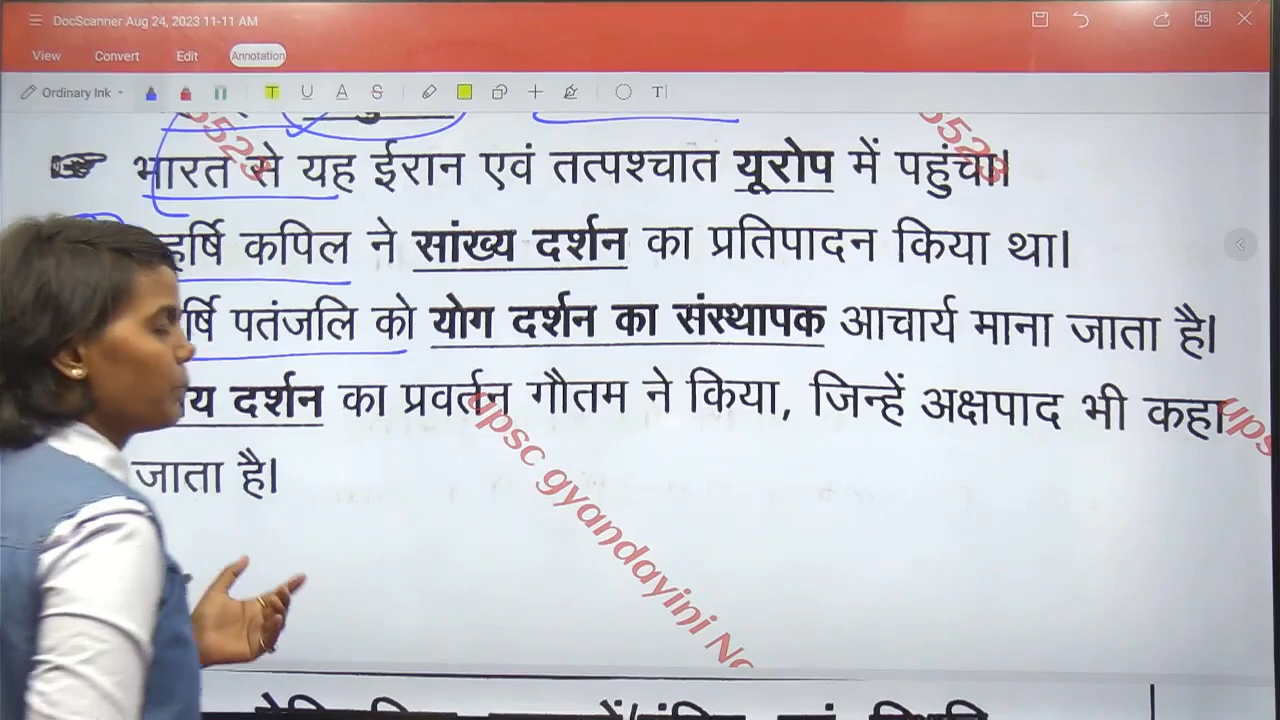 DocScanner Aug 24, 2023 11-11 AM
45
View Convert Edit Annotation
Ordinary Ink T U A S T
भारत से यह ईरान एवं तत्पश्चात यूरोप में पहुंचा।
कपिल ने सांख्य दर्शन का प्रतिपादन किया था।
पतंजलि को योग दर्शन का संस्थापक आचार्य माना जाता है।
दर्शन का प्रवर्तन गौतम ने किया, जिन्हें अक्षपाद भी कहा
जाता है।
upsc gyandayini
ups